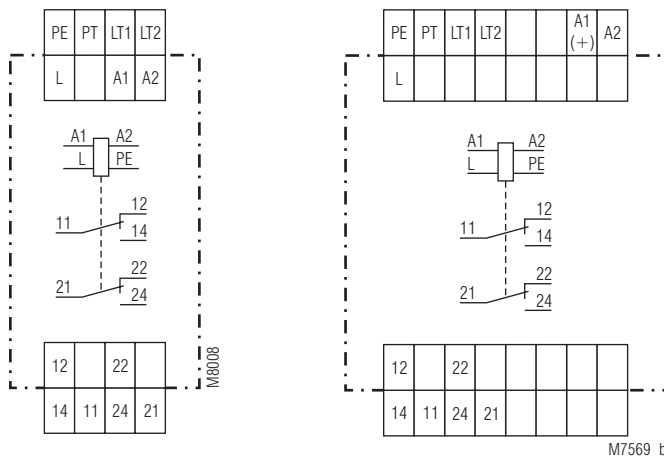 PE PT LT1 LT2
L A1 A2
A1 A2
L PE
11 12
14
21 22
24
12 22
14 11 24 21
M8008
PE PT LT1 LT2 A1 (+) A2
L
A1 A2
L PE
11 12
14
21 22
24
12 22
14 11 24 21
M7569_b